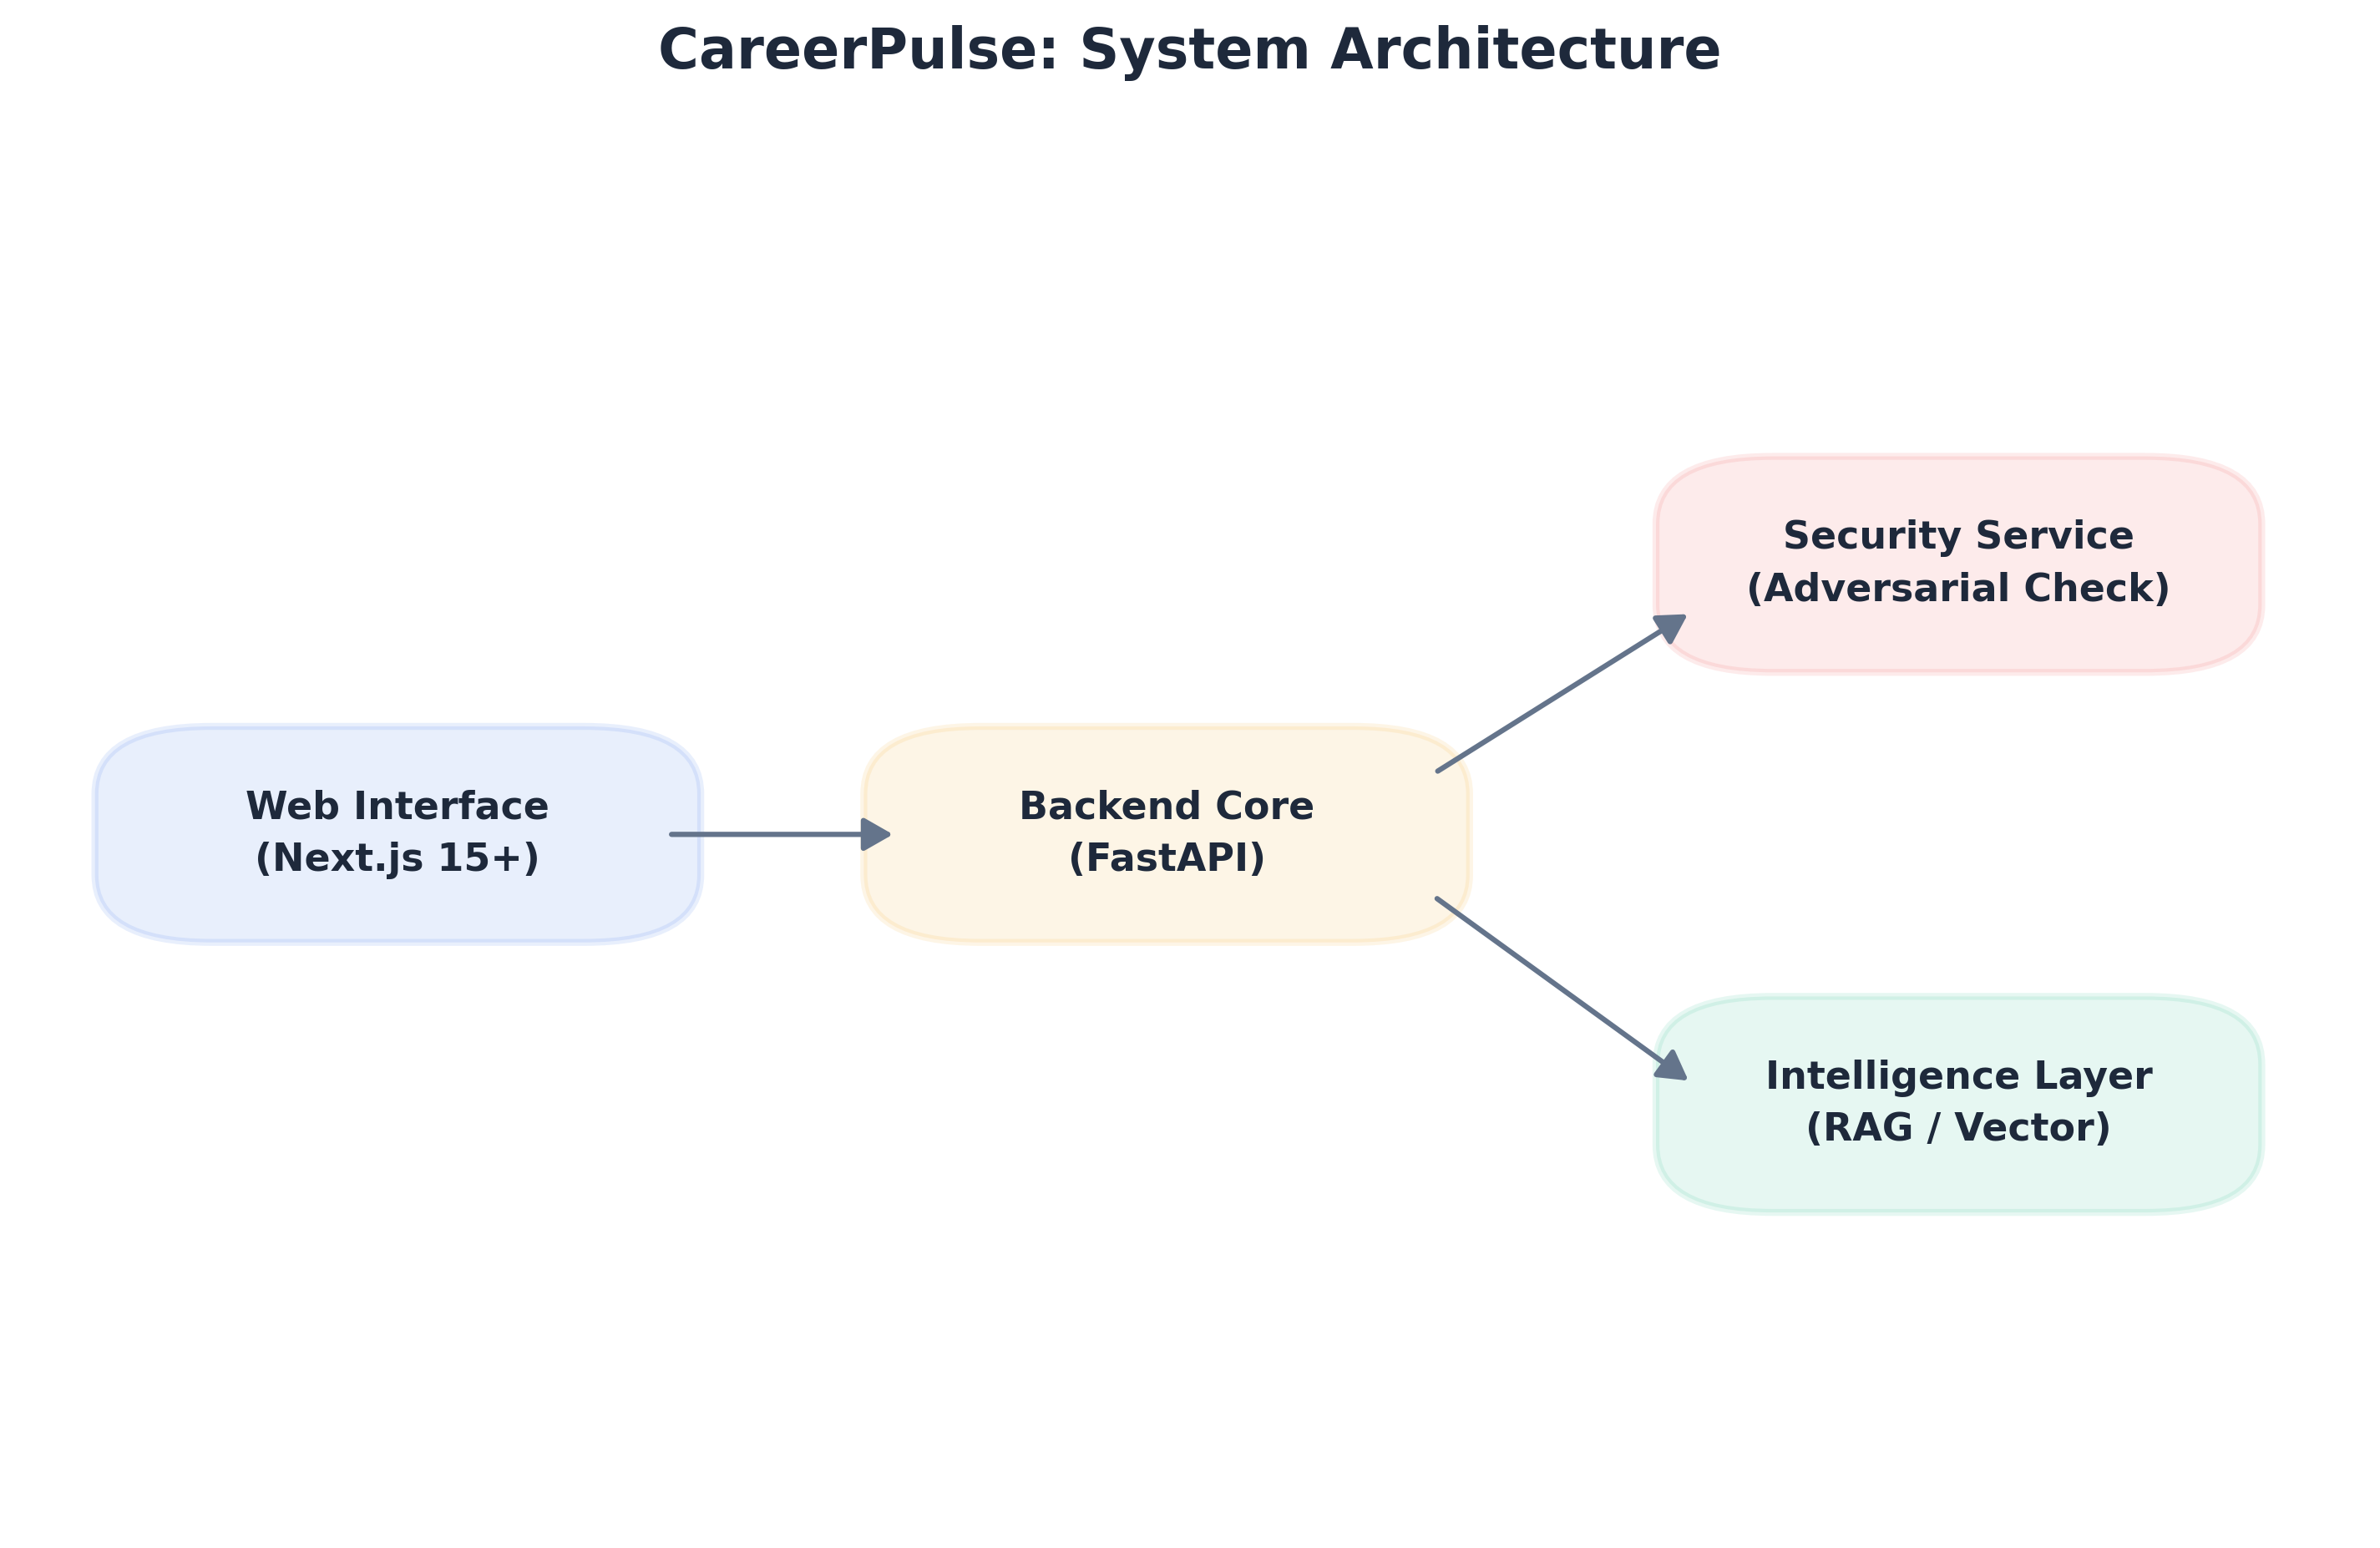 CareerPulse: System Architecture
Security Service
(Adversarial Check)
Web Interface
(Next.js 15+)
Backend Core
(FastAPI)
Intelligence Layer
(RAG / Vector)